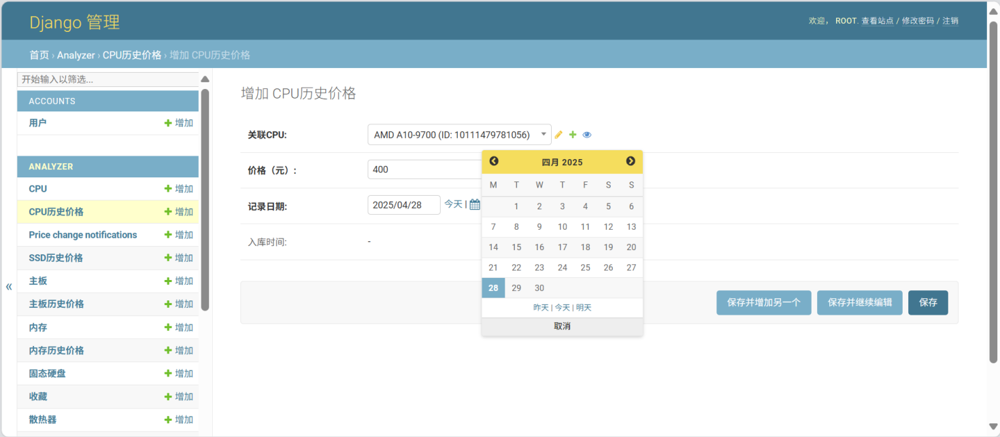 Django 管理
欢迎， ROOT. 查看站点 / 修改密码 / 注销
首页 › Analyzer › CPU历史价格 › 增加 CPU历史价格
开始输入以筛选...
ACCOUNTS
用户 增加
ANALYZER
CPU 增加
CPU历史价格 增加
Price change notifications 增加
SSD历史价格 增加
主板 增加
主板历史价格 增加
内存 增加
内存历史价格 增加
固态硬盘 增加
收藏 增加
散热器 增加
«
增加 CPU历史价格
关联CPU: AMD A10-9700 (ID: 10111479781056)
价格（元）: 400
记录日期: 2025/04/28 今天 |
入库时间: -
四月 2025
M T W T F S S
1 2 3 4 5 6
7 8 9 10 11 12 13
14 15 16 17 18 19 20
21 22 23 24 25 26 27
28 29 30
昨天 | 今天 | 明天
取消
保存并增加另一个 保存并继续编辑 保存